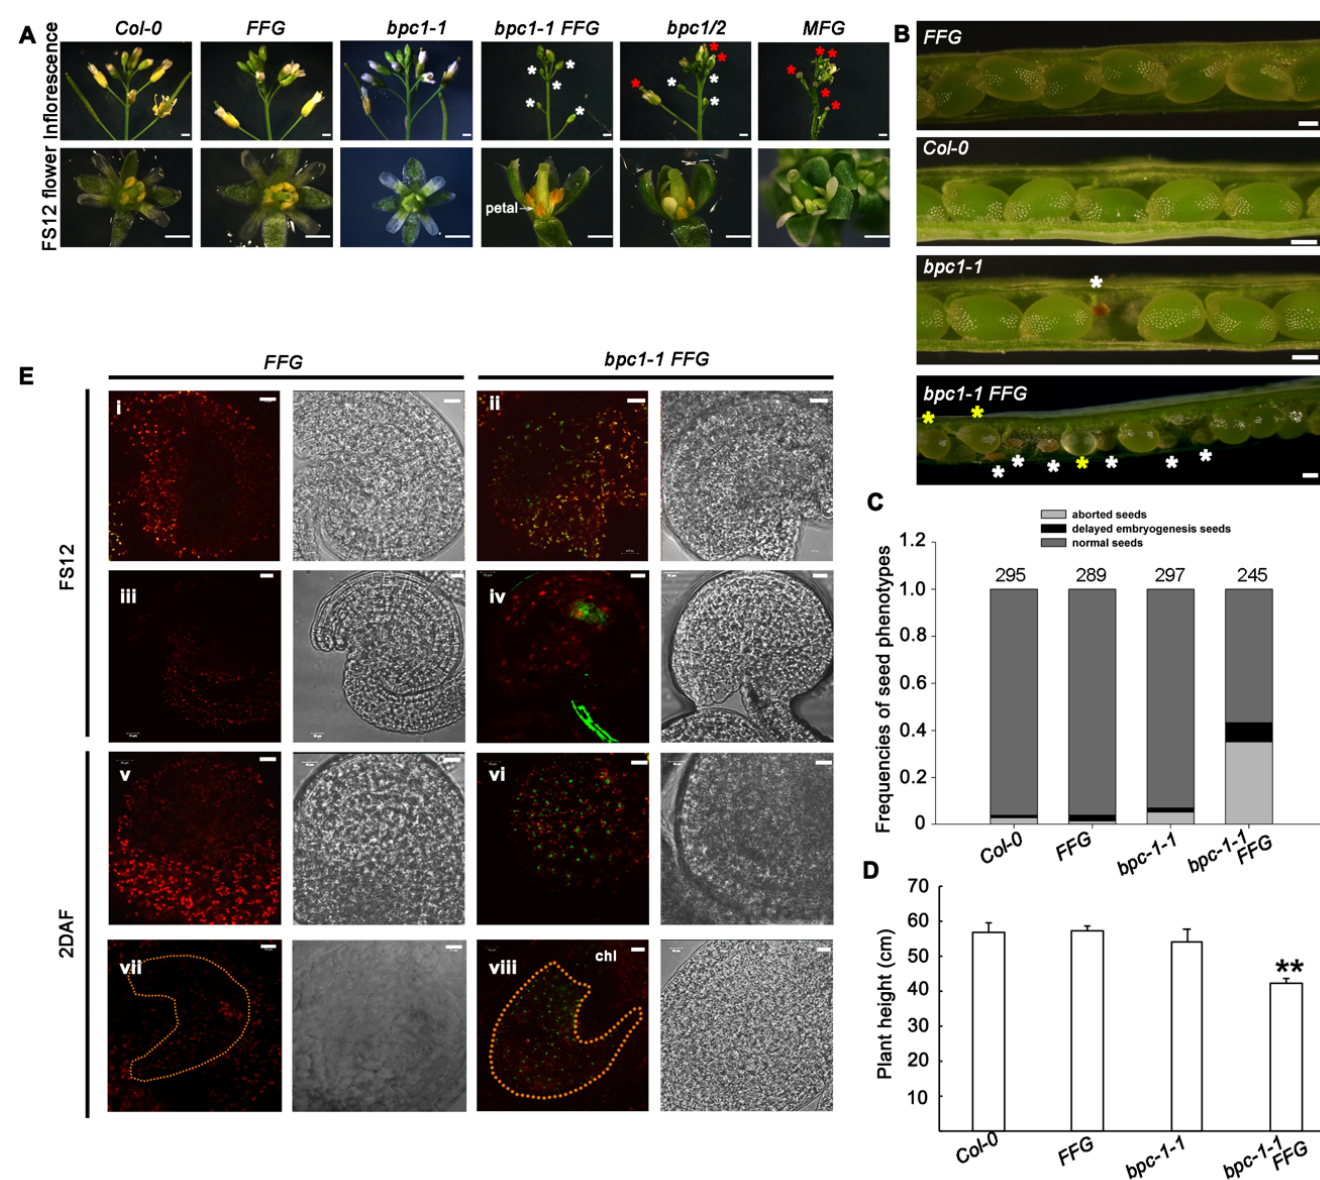 A
Col-0 FFG bpc1-1 bpc1-1 FFG bpc1/2 MFG
Inflorescence
FS12 flower
petal
B
FFG
Col-0
bpc1-1
bpc1-1 FFG
C
aborted seeds
delayed embryogenesis seeds
normal seeds
Frequencies of seed phenotypes
1.2
1.0
0.8
0.6
0.4
0.2
0
295 289 297 245
Col-0 FFG bpc-1-1 bpc-1-1 FFG
D
Plant height (cm)
70
60
50
40
30
20
10
**
Col-0 FFG bpc-1-1 bpc-1-1 FFG
E
FFG bpc1-1 FFG
FS12
i ii
iii iv
2DAF
v vi
vii viii
chl